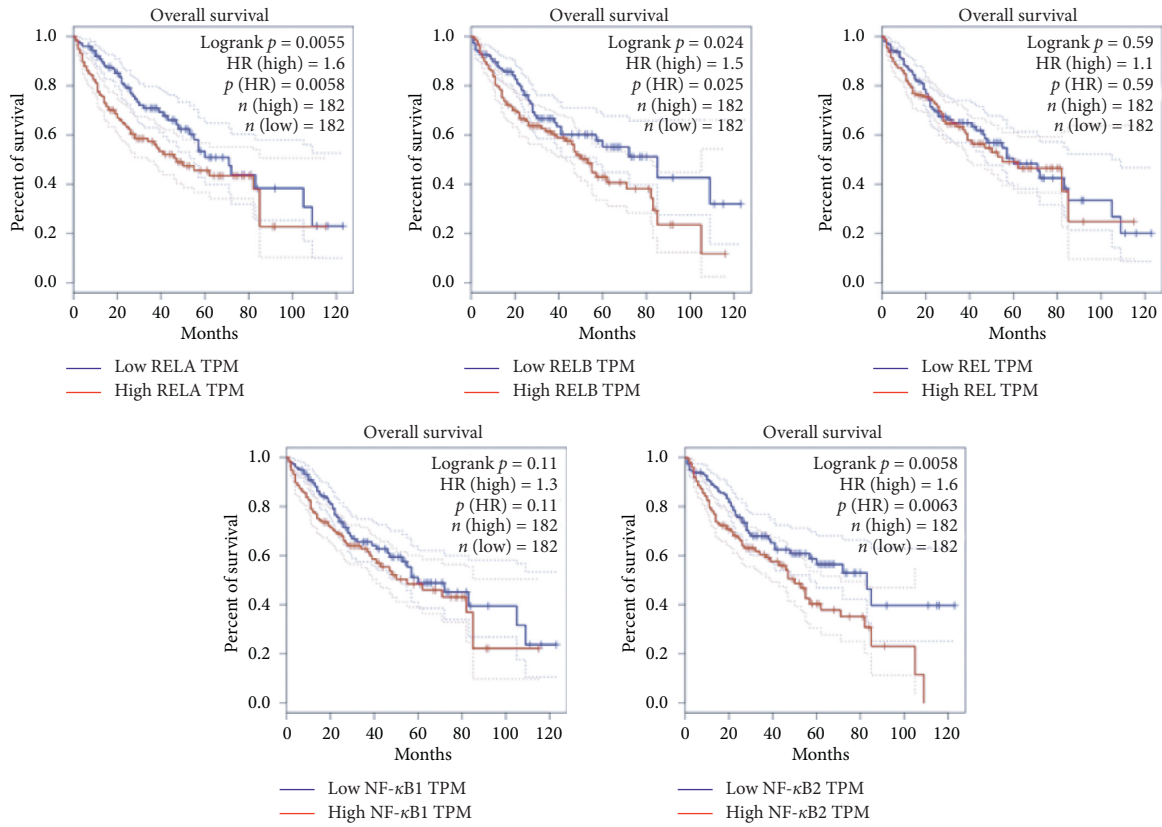 Overall survival
Logrank p = 0.0055
HR (high) = 1.6
p (HR) = 0.0058
n (high) = 182
n (low) = 182
Percent of survival
1.0
0.8
0.6
0.4
0.2
0.0
0 20 40 60 80 100 120
Months
Low RELA TPM
High RELA TPM
Overall survival
Logrank p = 0.024
HR (high) = 1.5
p (HR) = 0.025
n (high) = 182
n (low) = 182
Percent of survival
1.0
0.8
0.6
0.4
0.2
0.0
0 20 40 60 80 100 120
Months
Low RELB TPM
High RELB TPM
Overall survival
Logrank p = 0.59
HR (high) = 1.1
p (HR) = 0.59
n (high) = 182
n (low) = 182
Percent of survival
1.0
0.8
0.6
0.4
0.2
0.0
0 20 40 60 80 100 120
Months
Low REL TPM
High REL TPM
Overall survival
Logrank p = 0.11
HR (high) = 1.3
p (HR) = 0.11
n (high) = 182
n (low) = 182
Percent of survival
1.0
0.8
0.6
0.4
0.2
0.0
0 20 40 60 80 100 120
Months
Low NF-κB1 TPM
High NF-κB1 TPM
Overall survival
Logrank p = 0.0058
HR (high) = 1.6
p (HR) = 0.0063
n (high) = 182
n (low) = 182
Percent of survival
1.0
0.8
0.6
0.4
0.2
0.0
0 20 40 60 80 100 120
Months
Low NF-κB2 TPM
High NF-κB2 TPM